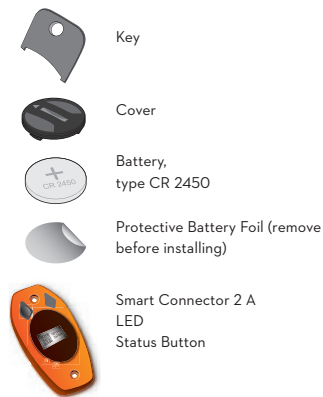 Key
Cover
Battery,
type CR 2450
+
CR 2450
Protective Battery Foil (remove
before installing)
Smart Connector 2 A
LED
Status Button